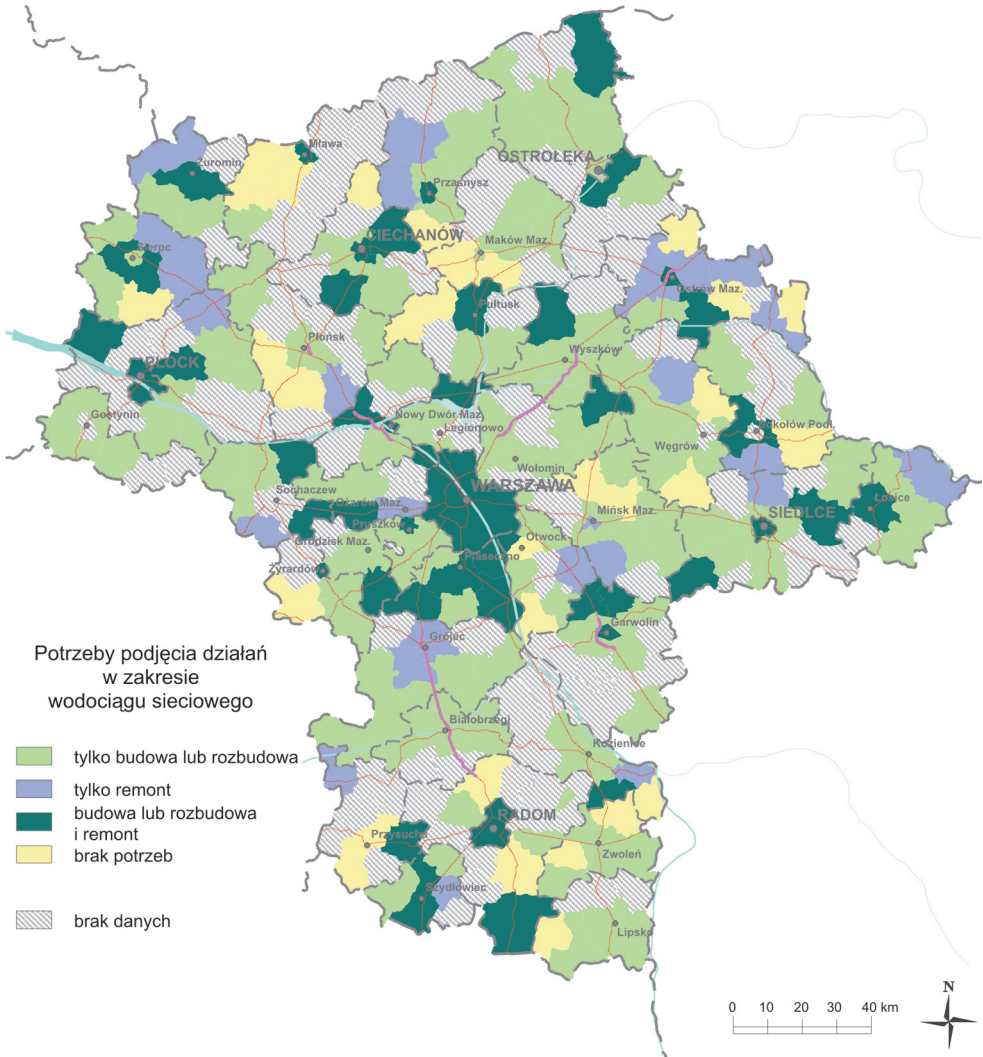 Mława
Żuromin
OSTROŁĘKA
Przasnysz
CIECHANÓW
Maków Maz.
Sierpc
Ostrów Maz.
Pułtusk
Płońsk
Wyszków
PŁOCK
Nowy Dwór Maz.
Gostynin
Legionowo
Sokołów Podl.
Węgrów
Wołomin
WARSZAWA
Sochaczew
Ożarów Maz.
Łosice
Mińsk Maz.
SIEDLCE
Pruszków
Grodzisk Maz.
Otwock
Piaseczno
Żyrardów
Garwolin
Grójec
Potrzeby podjęcia działań
w zakresie
wodociągu sieciowego
Białobrzegi
Kozienice
tylko budowa lub rozbudowa
tylko remont
budowa lub rozbudowa
i remont
brak potrzeb
brak danych
RADOM
Przysucha
Zwoleń
Szydłowiec
Lipsko
N
0 10 20 30 40 km